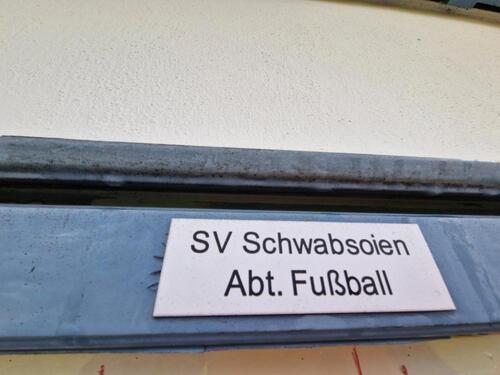 SV Schwabsoien
Abt. Fußball